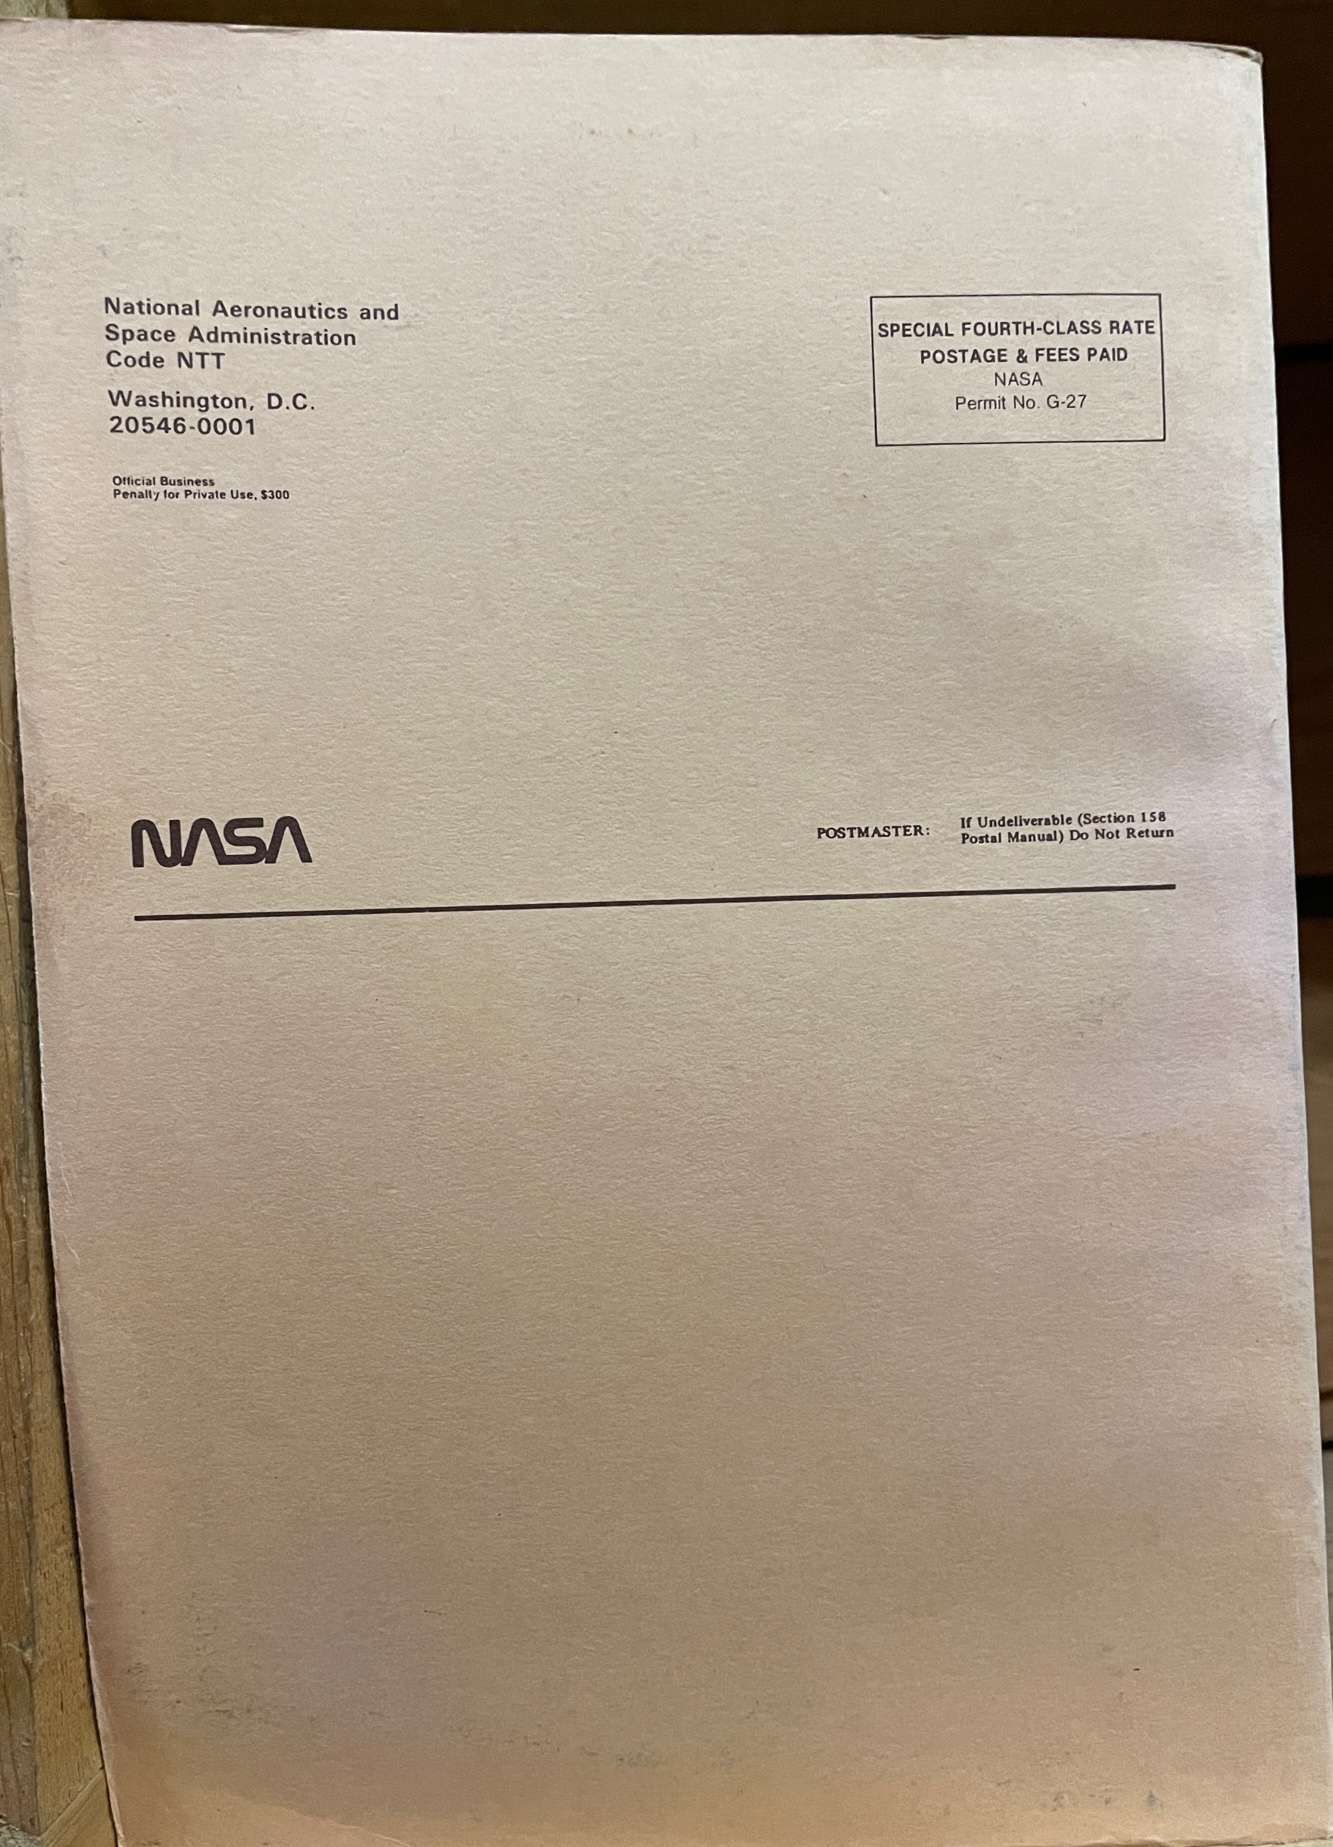 National Aeronautics and
Space Administration
Code NTT
Washington, D.C.
20546-0001
Official Business
Penalty for Private Use, $300
SPECIAL FOURTH-CLASS RATE
POSTAGE & FEES PAID
NASA
Permit No. G-27
NASA
POSTMASTER: If Undeliverable (Section 158
Postal Manual) Do Not Return